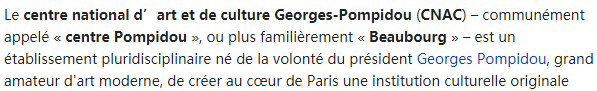 Le centre national d’art et de culture Georges-Pompidou (CNAC) – communément
appelé « centre Pompidou », ou plus familièrement « Beaubourg » – est un
établissement pluridisciplinaire né de la volonté du président Georges Pompidou, grand
amateur d'art moderne, de créer au cœur de Paris une institution culturelle originale